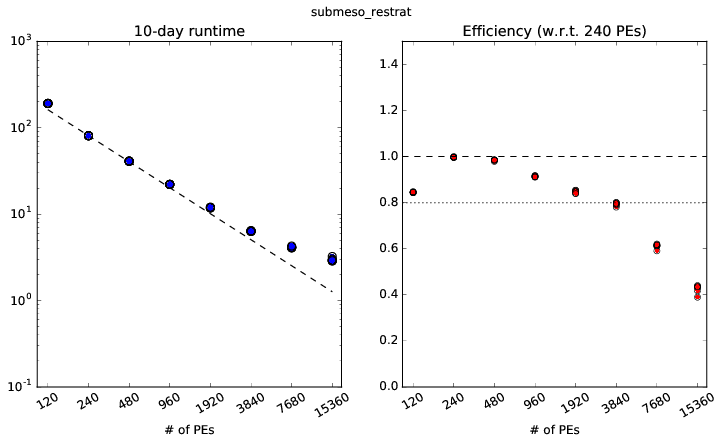 submeso_restrat
10-day runtime
10^3
10^2
10^1
10^0
10^-1
120 240 480 960 1920 3840 7680 15360
# of PEs
Efficiency (w.r.t. 240 PEs)
1.4
1.2
1.0
0.8
0.6
0.4
0.2
0.0
120 240 480 960 1920 3840 7680 15360
# of PEs